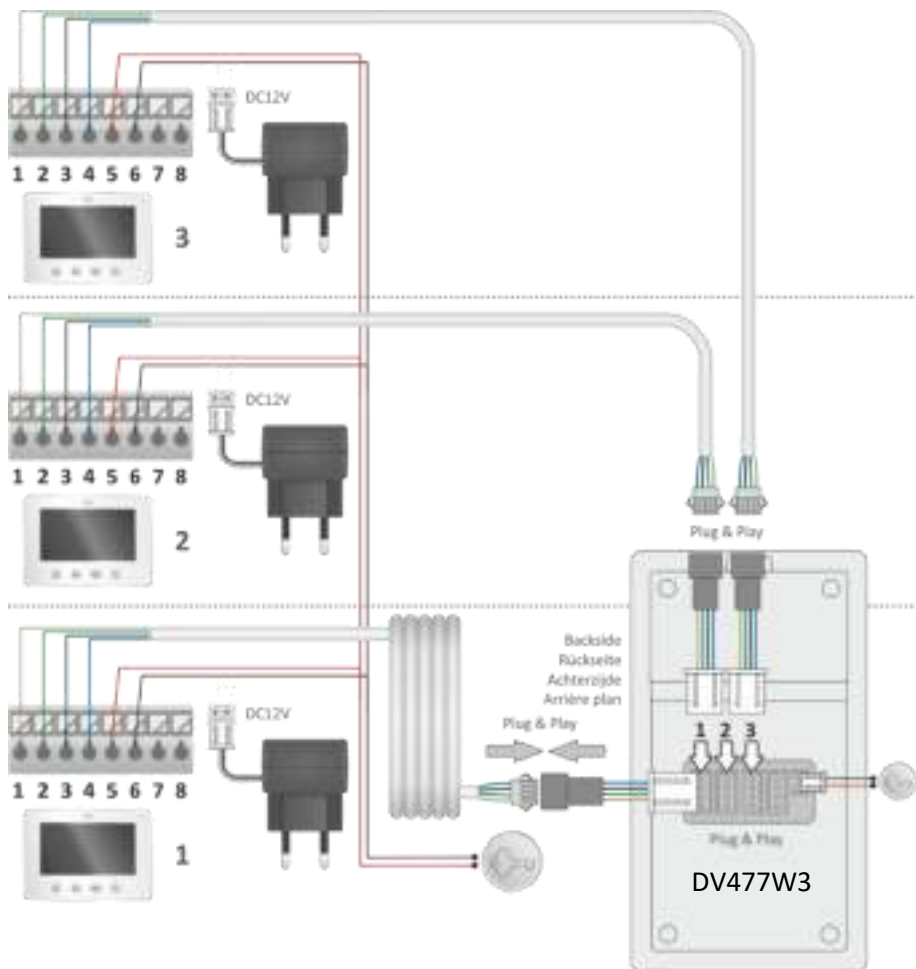 DC12V
1 2 3 4 5 6 7 8
3
DC12V
1 2 3 4 5 6 7 8
2
Plug & Play
Backside
Rückseite
Achterzijde
Arrière plan
Plug & Play
DC12V
1 2 3 4 5 6 7 8
1
1 2 3
Plug & Play
DV477W3